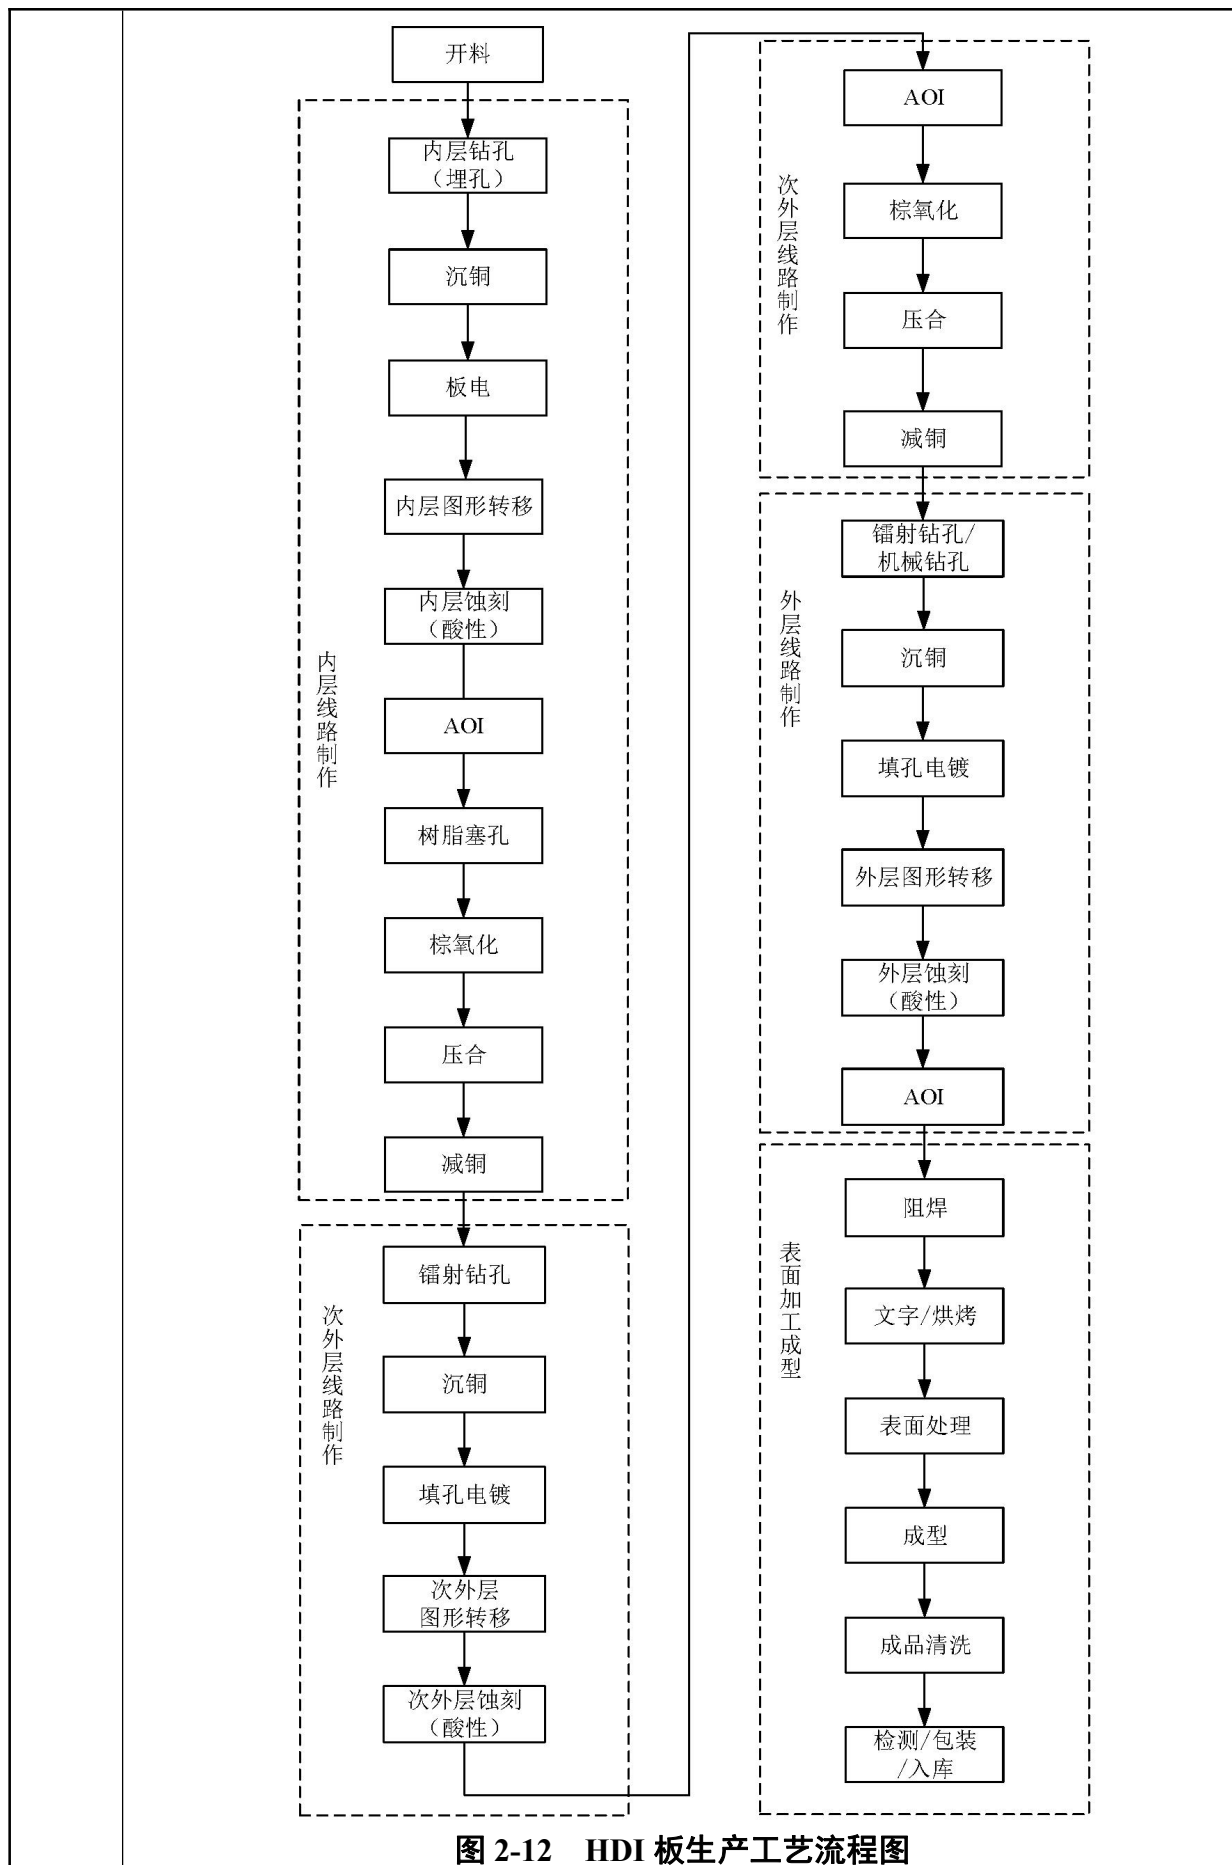 开料
内层线路制作
内层钻孔
（埋孔）
沉铜
板电
内层图形转移
内层蚀刻
（酸性）
AOI
树脂塞孔
棕氧化
压合
减铜
次外层线路制作
镭射钻孔
沉铜
填孔电镀
次外层
图形转移
次外层蚀刻
（酸性）
次外层线路制作
AOI
棕氧化
压合
减铜
外层线路制作
镭射钻孔/
机械钻孔
沉铜
填孔电镀
外层图形转移
外层蚀刻
（酸性）
AOI
表面加工成型
阻焊
文字/烘烤
表面处理
成型
成品清洗
检测/包装
/入库
图 2-12 HDI 板生产工艺流程图